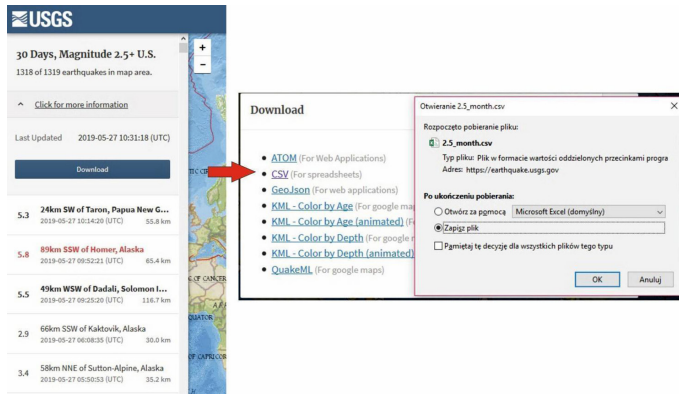 USGS
30 Days, Magnitude 2.5+ U.S.
1318 of 1319 earthquakes in map area.
Click for more information
Last Updated 2019-05-27 10:31:18 (UTC)
Download
5.3 24km SW of Taron, Papua New G...
2019-05-27 10:14:20 (UTC) 55.8 km
5.8 89km SSW of Homer, Alaska
2019-05-27 09:52:21 (UTC) 65.4 km
5.5 49km WSW of Dadali, Solomon I...
2019-05-27 09:25:20 (UTC) 116.7 km
2.9 66km SSW of Kaktovik, Alaska
2019-05-27 06:08:35 (UTC) 30.0 km
3.4 58km NNE of Sutton-Alpine, Alaska
2019-05-27 05:50:53 (UTC) 35.2 km
+
−
TIC CIR
C OF CANCER
QUATOR
OF CAPRICOR
Download
ATOM (For Web Applications)
CSV (For spreadsheets)
GeoJson (For web applications)
KML - Color by Age (For google map
KML - Color by Age (animated) (F
KML - Color by Depth (For google r
KML - Color by Depth (animated)
QuakeML (For google maps)
Otwieranie 2.5_month.csv
Rozpoczęto pobieranie pliku:
2.5_month.csv
Typ pliku: Plik w formacie wartości oddzielonych przecinkami progra
Adres: https://earthquake.usgs.gov
Po ukończeniu pobierania:
Otwórz za pomocą Microsoft Excel (domyślny)
Zapisz plik
Pamiętaj tę decyzję dla wszystkich plików tego typu
OK Anuluj